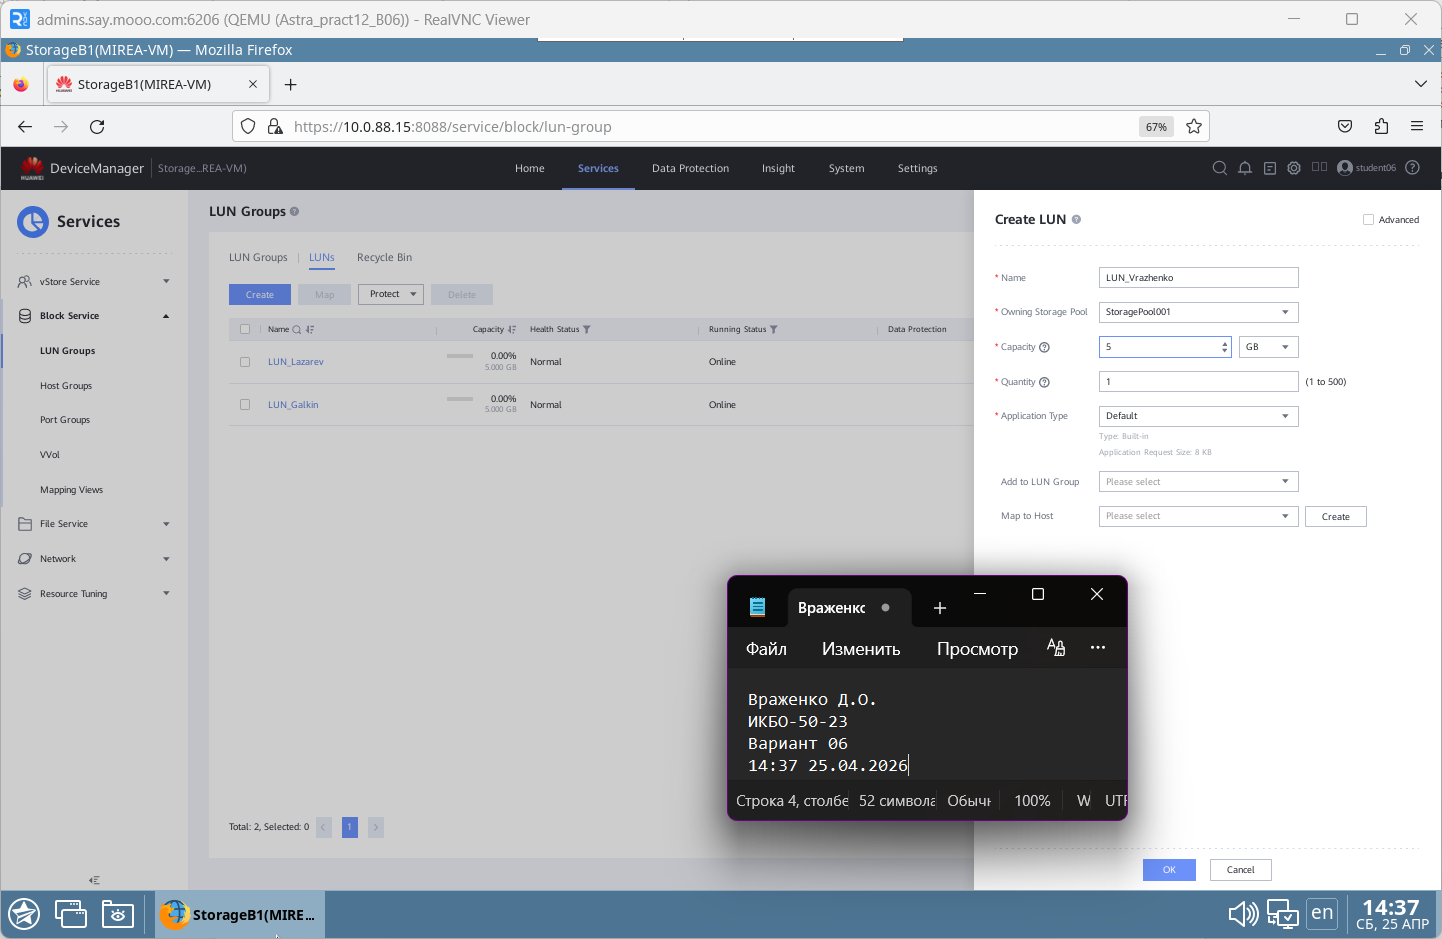 admins.say.mooo.com:6206 (QEMU (Astra_pract12_B06)) - RealVNC Viewer
StorageB1(MIREA-VM) — Mozilla Firefox
StorageB1(MIREA-VM)
https://10.0.88.15:8088/service/block/lun-group
67%
HUAWEI
DeviceManager
Storage...REA-VM)
Home
Services
Data Protection
Insight
System
Settings
student06
Services
vStore Service
Block Service
LUN Groups
Host Groups
Port Groups
VVol
Mapping Views
File Service
Network
Resource Tuning
LUN Groups
LUN Groups
LUNs
Recycle Bin
Create
Map
Protect
Delete
Name
Capacity
Health Status
Running Status
Data Protection
LUN_Lazarev
0.00%
5.000 GB
Normal
Online
LUN_Galkin
0.00%
5.000 GB
Normal
Online
Total: 2, Selected: 0
1
Create LUN
Advanced
* Name
LUN_Vrazhenko
* Owning Storage Pool
StoragePool001
* Capacity
5
GB
* Quantity
1
(1 to 500)
* Application Type
Default
Type: Built-in
Application Request Size: 8 KB
Add to LUN Group
Please select
Map to Host
Please select
Create
OK
Cancel
Враженкс
Файл
Изменить
Просмотр
Враженко Д.О.
ИКБО-50-23
Вариант 06
14:37 25.04.2026
Строка 4, столбе
52 символа
Обычн
100%
W
UTF
StorageB1(MIRE...
en
14:37
СБ, 25 АПР